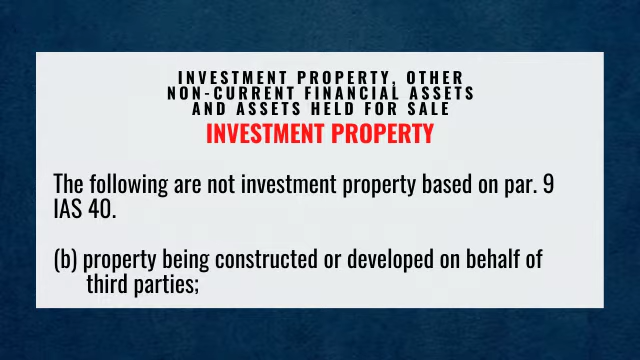 INVESTMENT PROPERTY, OTHER
NON-CURRENT FINANCIAL ASSETS
AND ASSETS HELD FOR SALE
INVESTMENT PROPERTY
The following are not investment property based on par. 9
IAS 40.
(b) property being constructed or developed on behalf of
third parties;